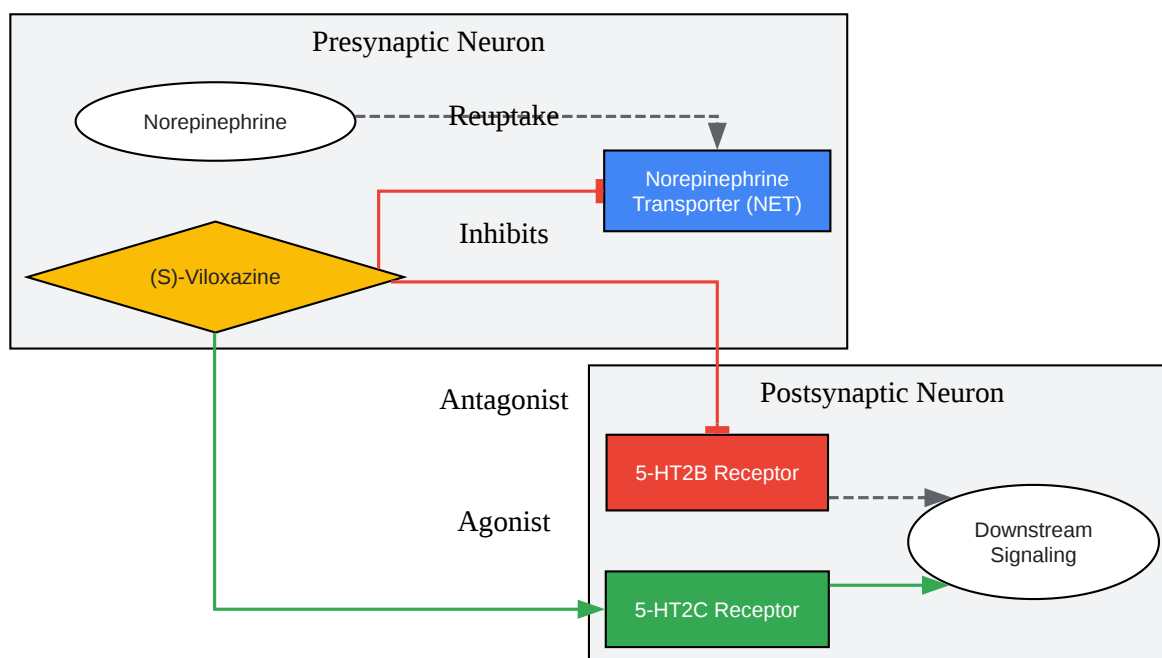 Presynaptic Neuron
Norepinephrine
Reuptake
Norepinephrine
Transporter (NET)
Inhibits
(S)-Viloxazine
Antagonist
Postsynaptic Neuron
5-HT2B Receptor
Agonist
Downstream
Signaling
5-HT2C Receptor